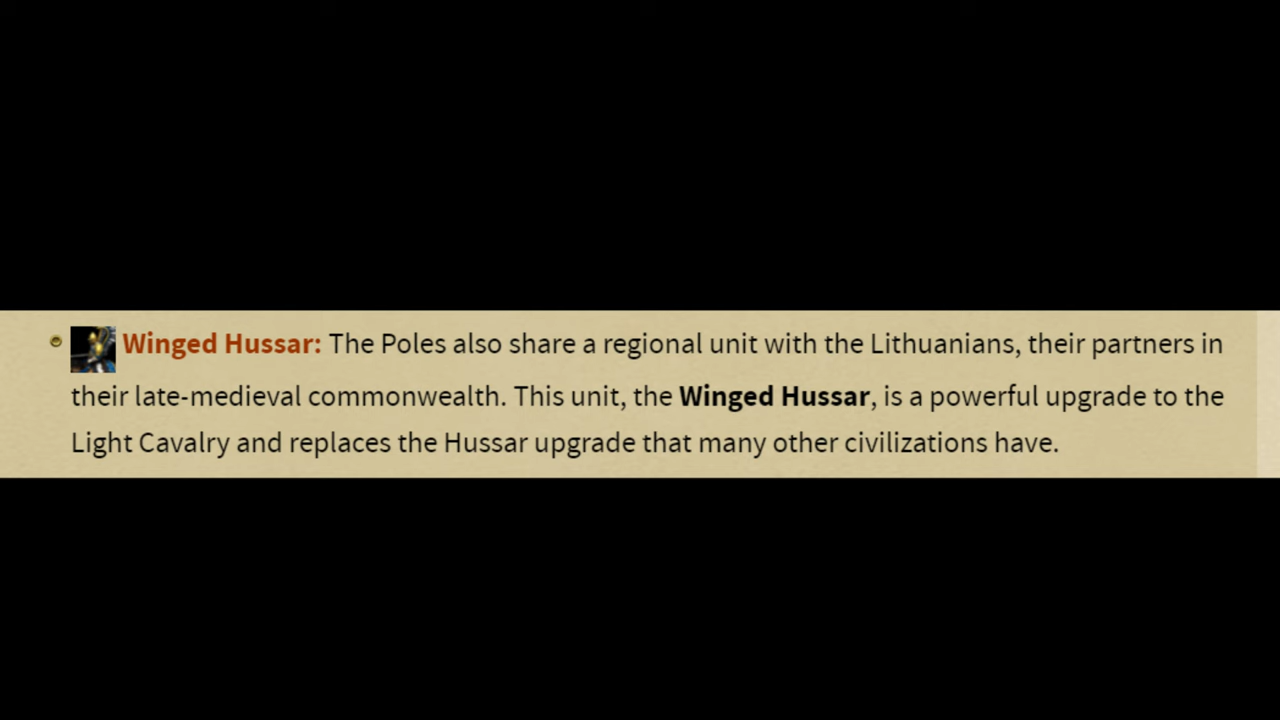 Winged Hussar: The Poles also share a regional unit with the Lithuanians, their partners in
their late-medieval commonwealth. This unit, the Winged Hussar, is a powerful upgrade to the
Light Cavalry and replaces the Hussar upgrade that many other civilizations have.